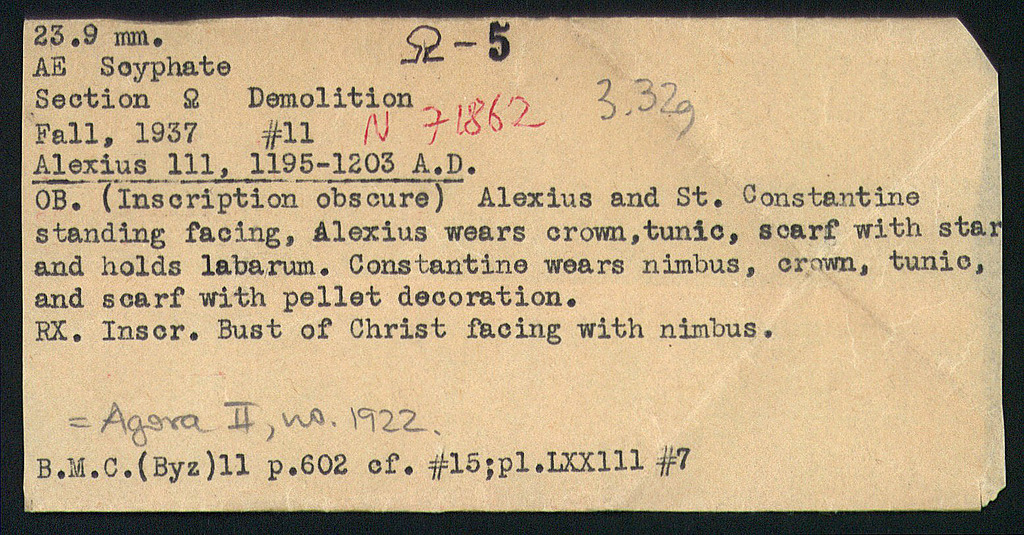 23.9 mm.
Ω - 5
AE Scyphate
Section Ω Demolition
3.32g
Fall, 1937 #11
N 71862
Alexius 111, 1195-1203 A.D.
OB. (Inscription obscure) Alexius and St. Constantine
standing facing, Alexius wears crown,tunic, scarf with star
and holds labarum. Constantine wears nimbus, crown, tunic,
and scarf with pellet decoration.
RX. Inscr. Bust of Christ facing with nimbus.
= Agora II, no. 1922.
B.M.C.(Byz)11 p.602 cf. #15;pl.LXX111 #7